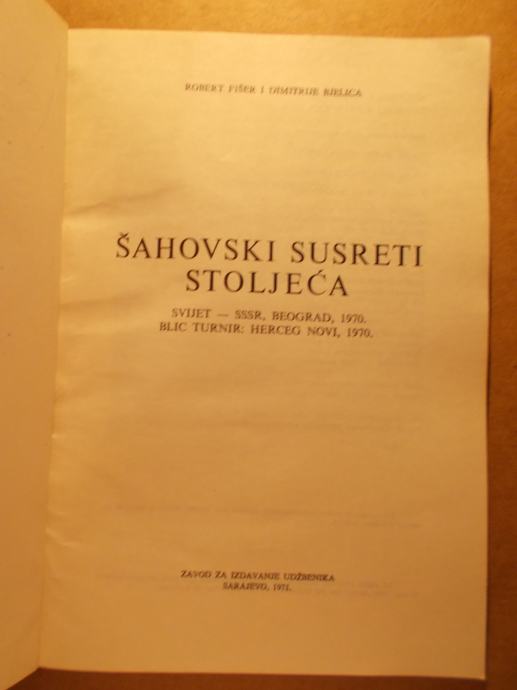 ROBERT FIŠER I DIMITRIJE BJELICA
ŠAHOVSKI SUSRETI
STOLJEĆA
SVIJET — SSSR, BEOGRAD, 1970.
BLIC TURNIR: HERCEG NOVI, 1970.
ZAVOD ZA IZDAVANJE UDŽBENIKA
SARAJEVO, 1971.